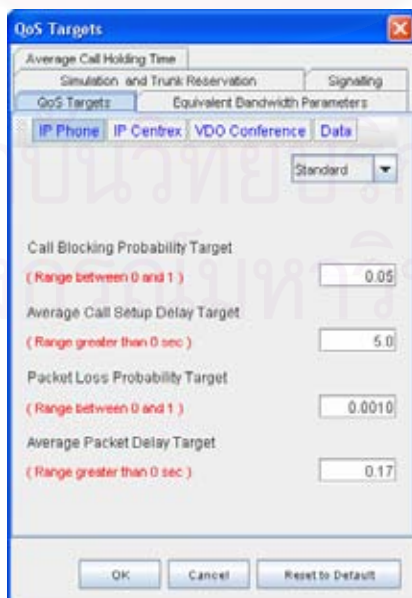 QoS Targets
Average Call Holding Time
Simulation and Trunk Reservation Signalling
QoS Targets Equivalent Bandwidth Parameters
IP Phone IP Centrex VDO Conference Data
Standard
Call Blocking Probability Target
( Range between 0 and 1 ) 0.05
Average Call Setup Delay Target
( Range greater than 0 sec ) 5.0
Packet Loss Probability Target
( Range between 0 and 1 ) 0.0010
Average Packet Delay Target
( Range greater than 0 sec ) 0.17
OK Cancel Reset to Default